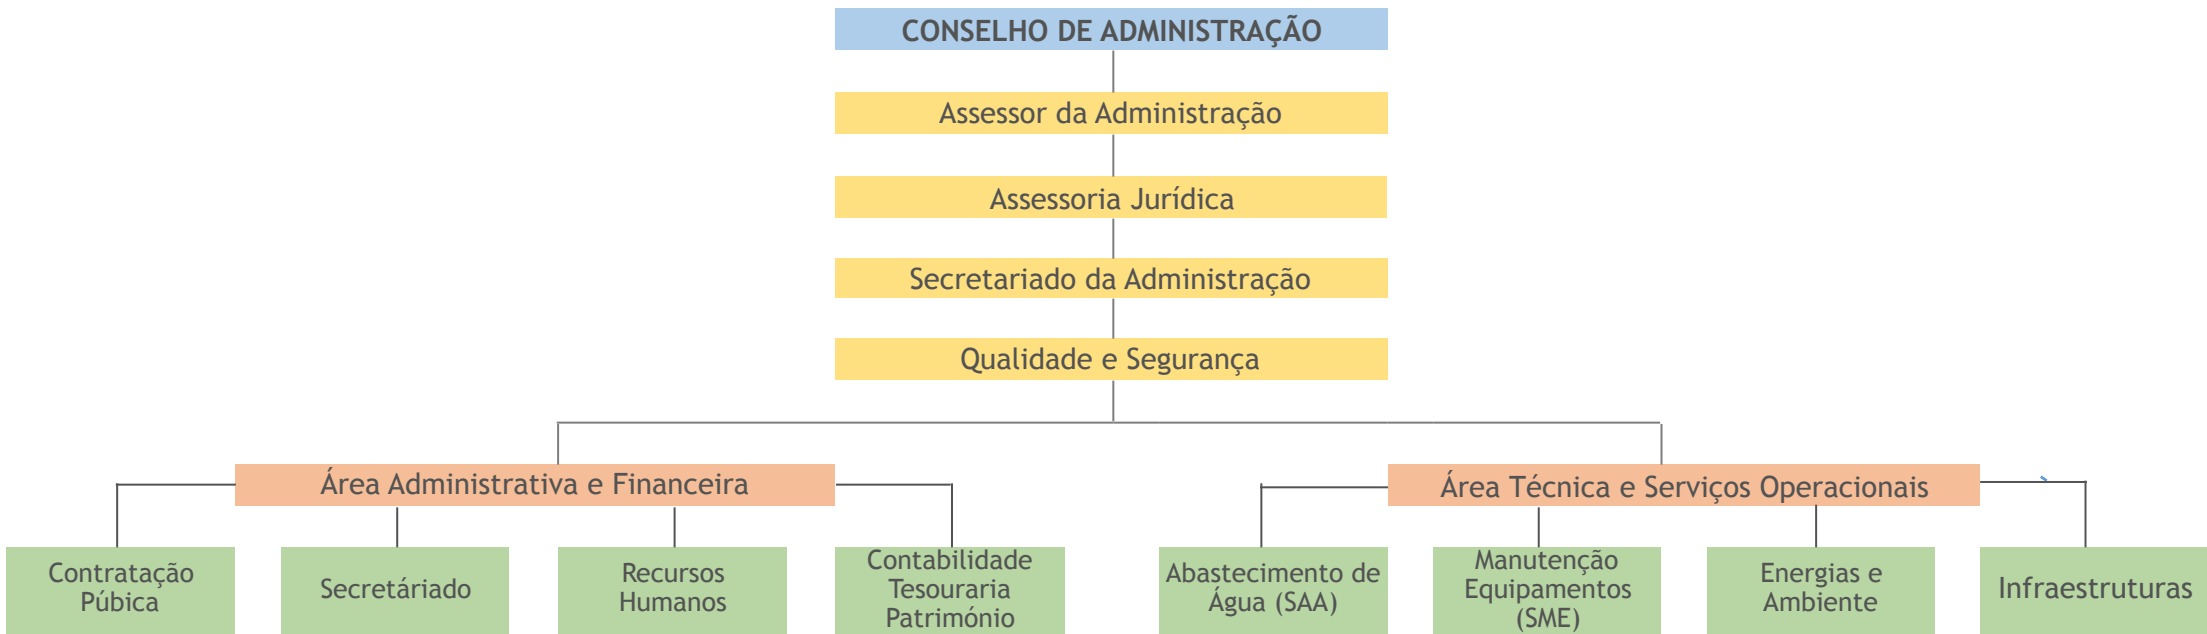 CONSELHO DE ADMINISTRAÇÃO
Assessor da Administração
Assessoria Jurídica
Secretariado da Administração
Qualidade e Segurança
Área Administrativa e Financeira
Área Técnica e Serviços Operacionais
Contratação
Púbica
Secretáriado
Recursos
Humanos
Contabilidade
Tesouraria
Património
Abastecimento de
Água (SAA)
Manutenção
Equipamentos
(SME)
Energias e
Ambiente
Infraestruturas